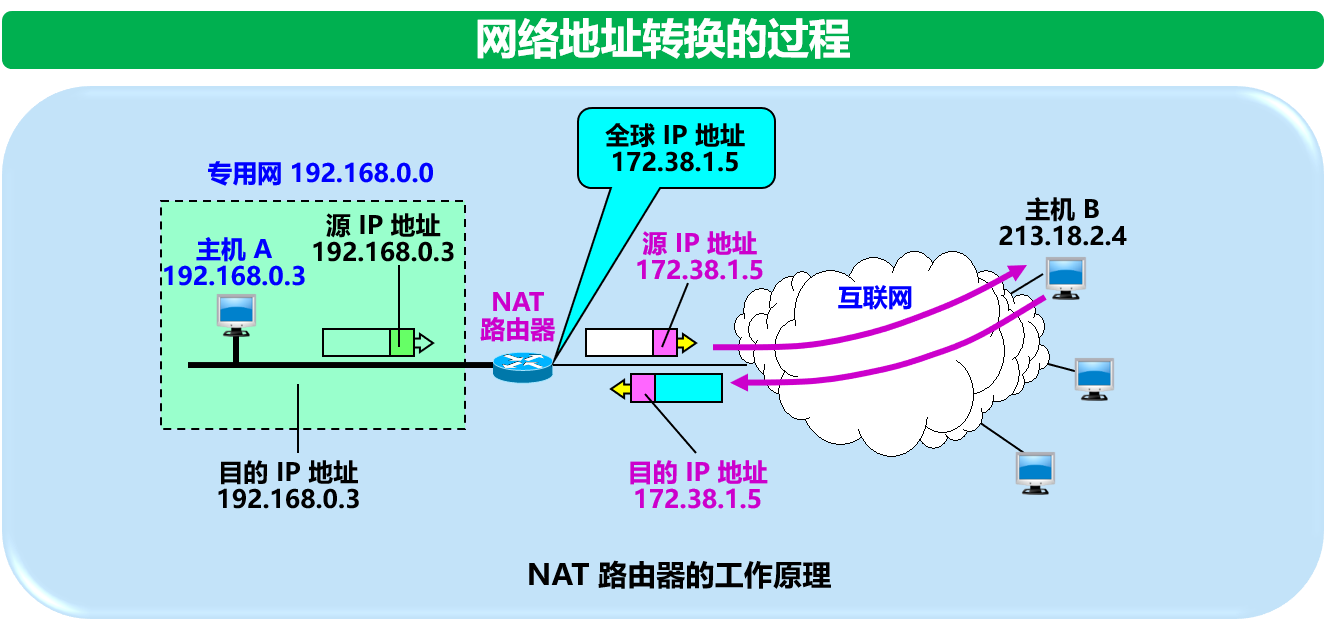 网络地址转换的过程
全球 IP 地址
172.38.1.5
专用网 192.168.0.0
源 IP 地址
192.168.0.3
主机 A
192.168.0.3
NAT
路由器
源 IP 地址
172.38.1.5
互联网
主机 B
213.18.2.4
目的 IP 地址
192.168.0.3
目的 IP 地址
172.38.1.5
NAT 路由器的工作原理